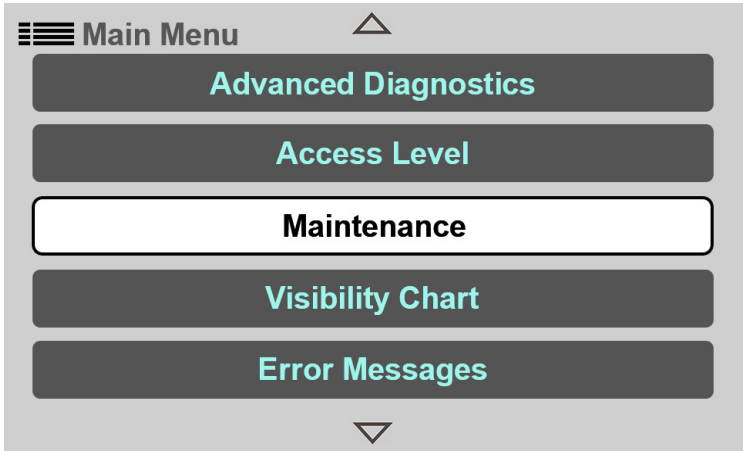 Main Menu
Advanced Diagnostics
Access Level
Maintenance
Visibility Chart
Error Messages